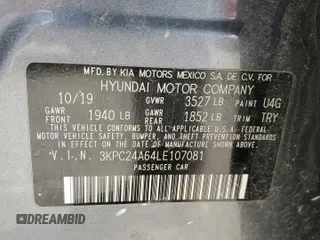 MFD. BY KIA MOTORS MEXICO S.A. DE C.V. FOR
HYUNDAI MOTOR COMPANY
10/19 GVWR 3527 LB PAINT U4G
GAWR FRONT 1940 LB GAWR REAR 1852 LB TRIM TRY
THIS VEHICLE CONFORMS TO ALL APPLICABLE FEDERAL
MOTOR VEHICLE SAFETY, BUMPER, AND THEFT PREVENTION
STANDARDS IN EFFECT ON THE DATE OF
MANUFACTURE SHOWN ABOVE.
V.I.N. 3KPC24A64LE107081
PASSENGER CAR
DREAMBID